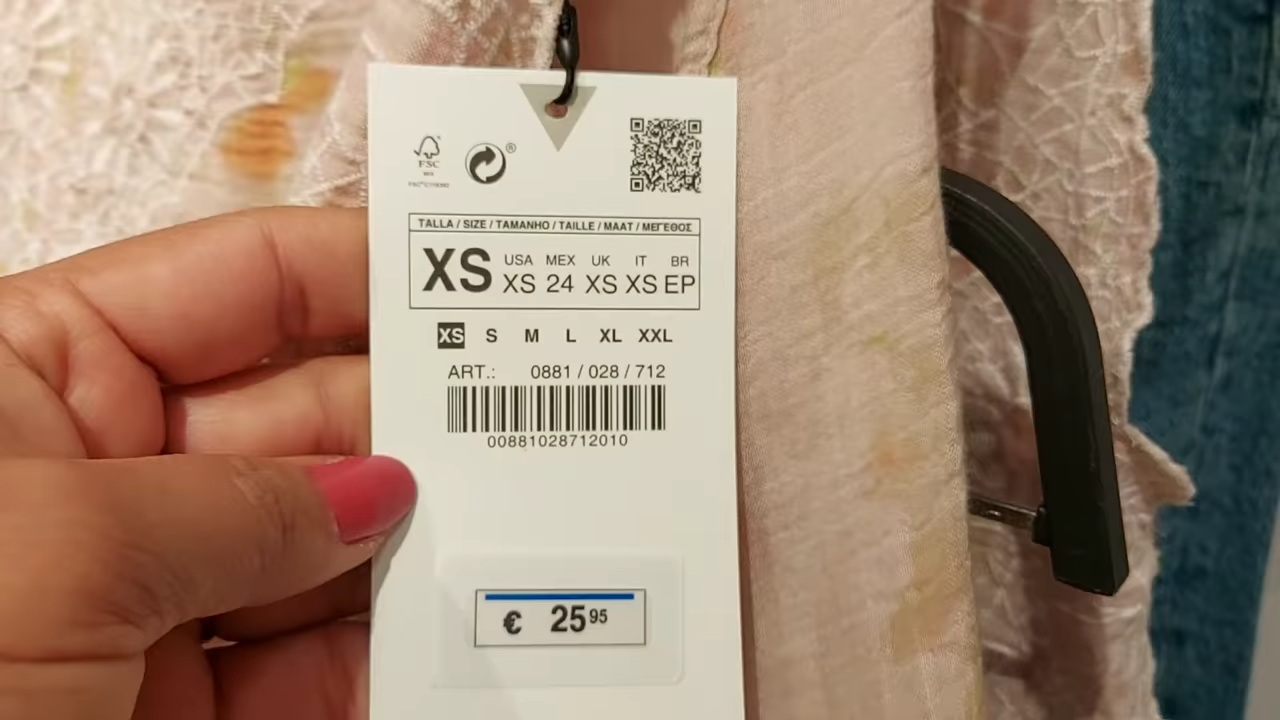 FSC
®
TALLA / SIZE / TAMANHO / TAILLE / MAAT / ΜΕΓΕΘΟΣ
XS
USA MEX UK IT BR
XS 24 XS XS EP
XS S M L XL XXL
ART.: 0881 / 028 / 712
00881028712010
€ 25 95